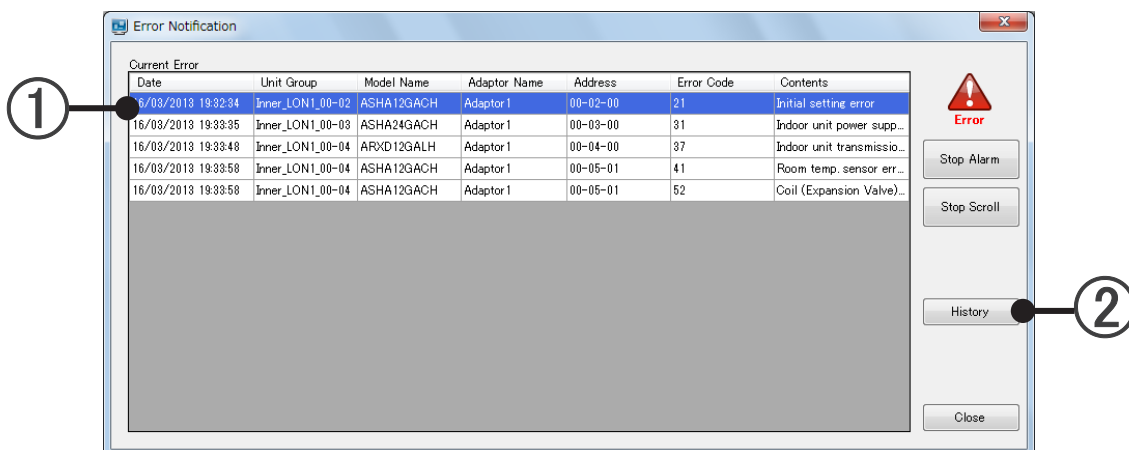 Error Notification
X
Current Error
Date Unit Group Model Name Adaptor Name Address Error Code Contents
6/03/2013 19:32:34 Inner_LON1_00-02 ASHA12GACH Adaptor1 00-02-00 21 Initial setting error
16/03/2013 19:33:35 Inner_LON1_00-03 ASHA24GACH Adaptor1 00-03-00 31 Indoor unit power supp...
16/03/2013 19:33:48 Inner_LON1_00-04 ARXD12GALH Adaptor1 00-04-00 37 Indoor unit transmissio...
16/03/2013 19:33:58 Inner_LON1_00-04 ASHA12GACH Adaptor1 00-05-01 41 Room temp. sensor err...
16/03/2013 19:33:58 Inner_LON1_00-04 ASHA12GACH Adaptor1 00-05-01 52 Coil (Expansion Valve)...
Error
Stop Alarm
Stop Scroll
History
Close
1
2